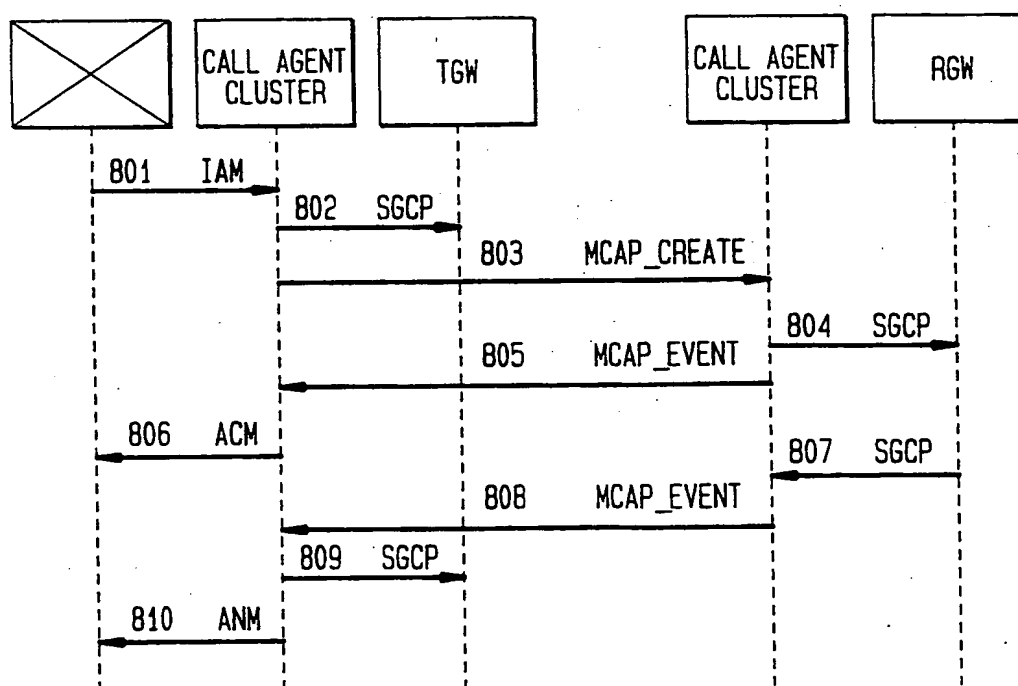 CALL AGENT
CLUSTER
TGW
CALL AGENT
CLUSTER
RGW
801 IAM
802 SGCP
803 MCAP_CREATE
804 SGCP
805 MCAP_EVENT
806 ACM
807 SGCP
808 MCAP_EVENT
809 SGCP
810 ANM